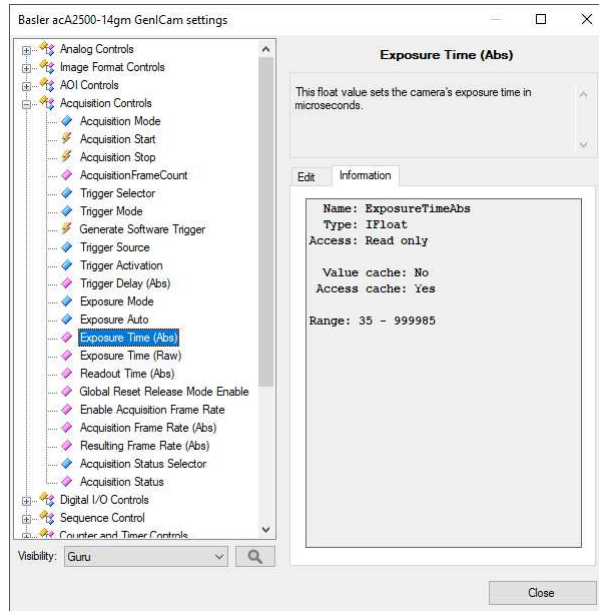 Basler acA2500-14gm GenICam settings
Analog Controls
Image Format Controls
AOI Controls
Acquisition Controls
Acquisition Mode
Acquisition Start
Acquisition Stop
AcquisitionFrameCount
Trigger Selector
Trigger Mode
Generate Software Trigger
Trigger Source
Trigger Activation
Trigger Delay (Abs)
Exposure Mode
Exposure Auto
Exposure Time (Abs)
Exposure Time (Raw)
Readout Time (Abs)
Global Reset Release Mode Enable
Enable Acquisition Frame Rate
Acquisition Frame Rate (Abs)
Resulting Frame Rate (Abs)
Acquisition Status Selector
Acquisition Status
Digital I/O Controls
Sequence Control
Counter and Timer Controls
Visibility: Guru
Exposure Time (Abs)
This float value sets the camera's exposure time in
microseconds.
Edit Information
Name: ExposureTimeAbs
Type: IFloat
Access: Read only
Value cache: No
Access cache: Yes
Range: 35 - 999985
Close